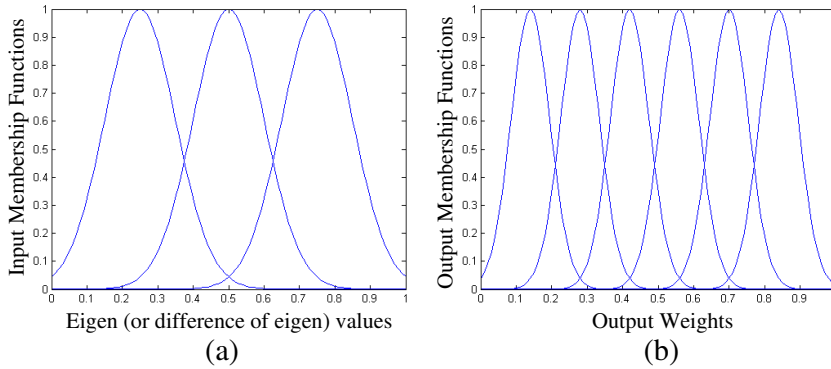 Input Membership Functions
1
0.9
0.8
0.7
0.6
0.5
0.4
0.3
0.2
0.1
0
0 0.1 0.2 0.3 0.4 0.5 0.6 0.7 0.8 0.9 1
Eigen (or difference of eigen) values
(a)
Output Membership Functions
1
0.9
0.8
0.7
0.6
0.5
0.4
0.3
0.2
0.1
0
0 0.1 0.2 0.3 0.4 0.5 0.6 0.7 0.8 0.9
Output Weights
(b)